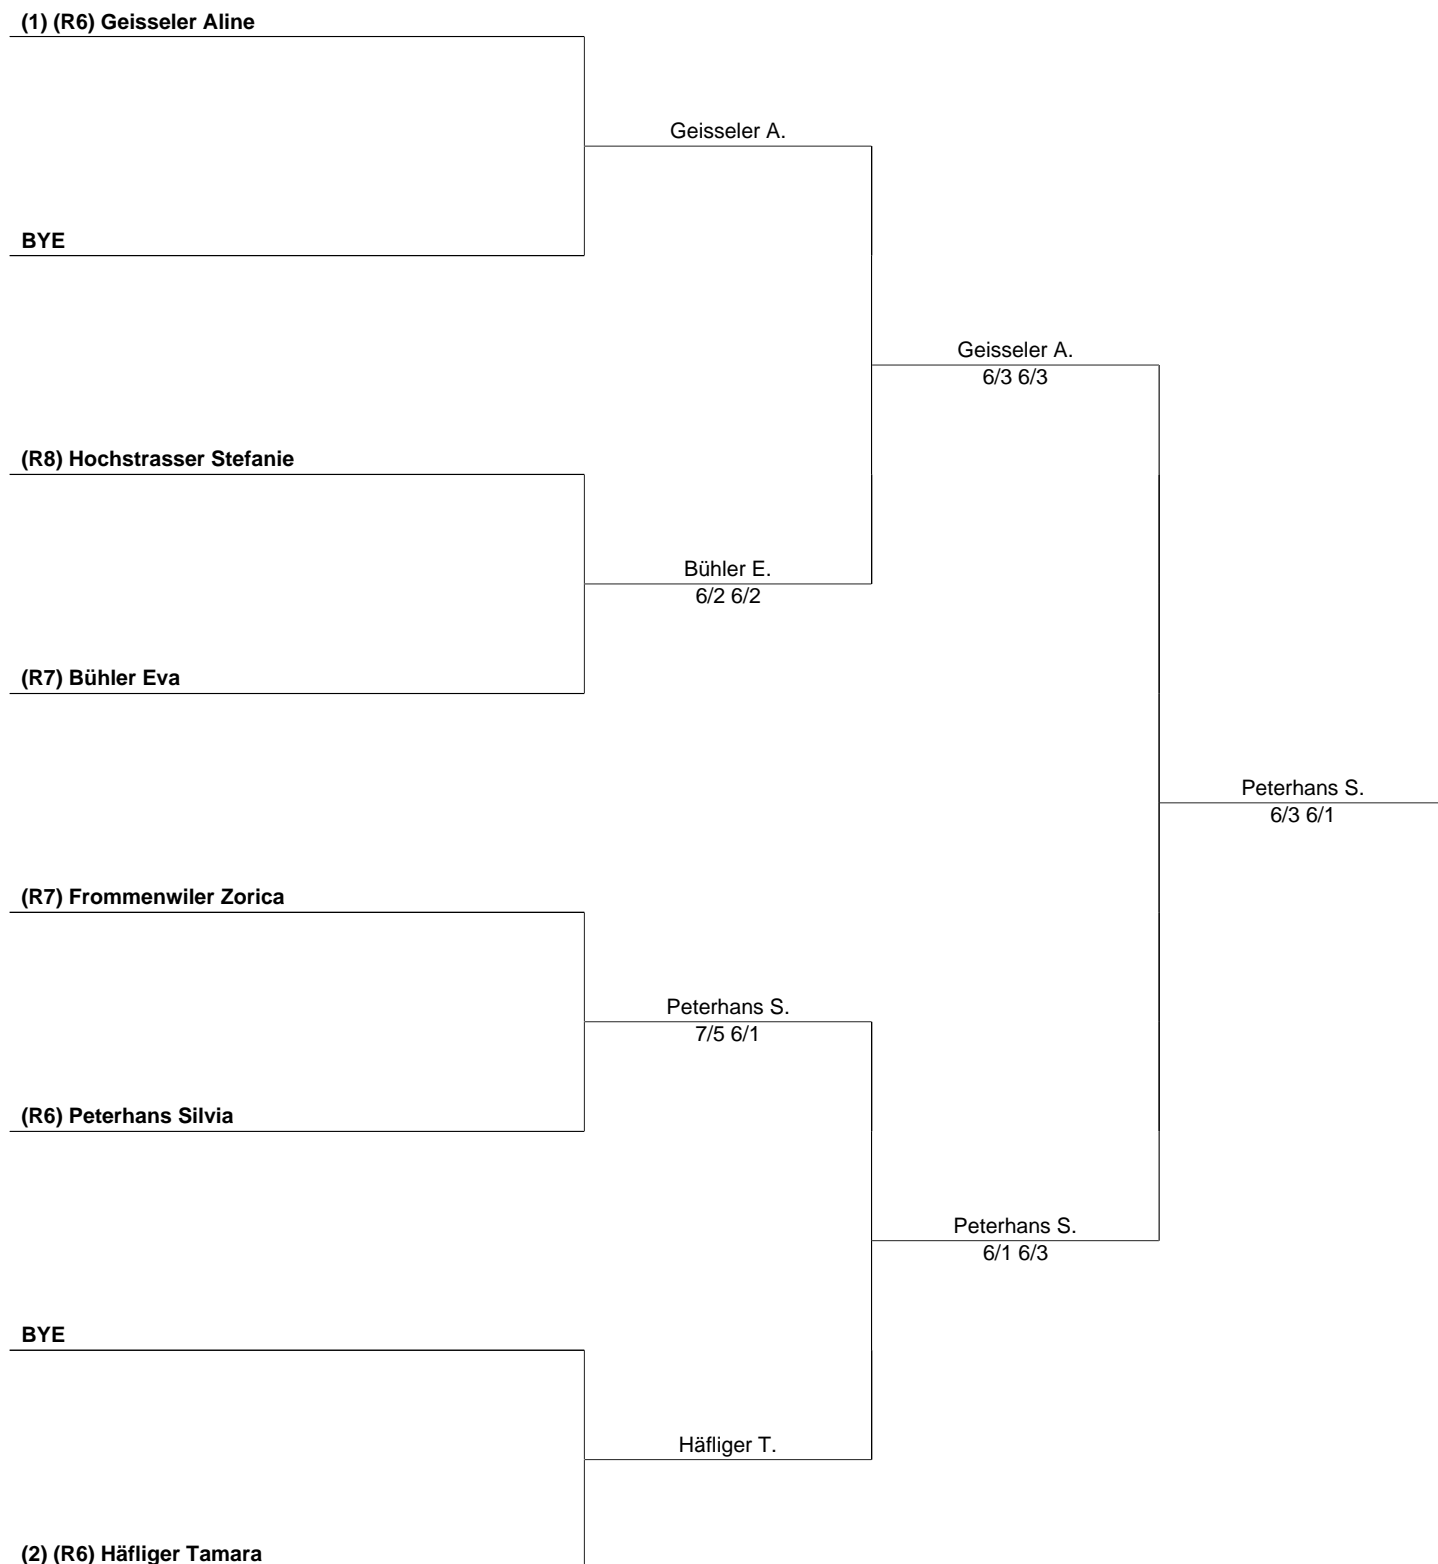 (1) (R6) Geisseler Aline
Geisseler A.
BYE
Geisseler A.
6/3 6/3
(R8) Hochstrasser Stefanie
Bühler E.
6/2 6/2
(R7) Bühler Eva
Peterhans S.
6/3 6/1
(R7) Frommenwiler Zorica
Peterhans S.
7/5 6/1
(R6) Peterhans Silvia
Peterhans S.
6/1 6/3
BYE
Häfliger T.
(2) (R6) Häfliger Tamara